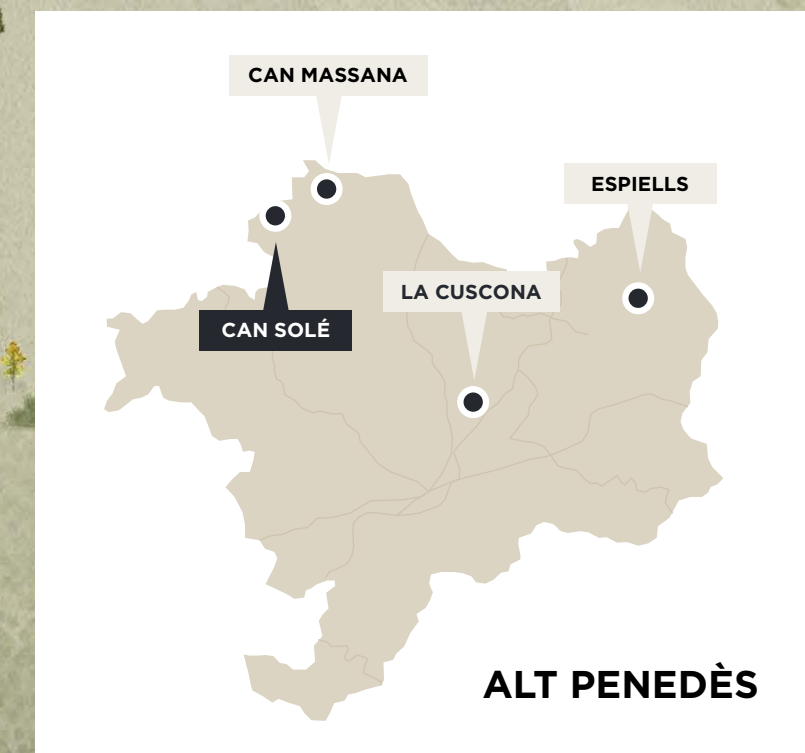 CAN MASSANA
ESPIELLS
LA CUSCONA
CAN SOLÉ
ALT PENEDÈS